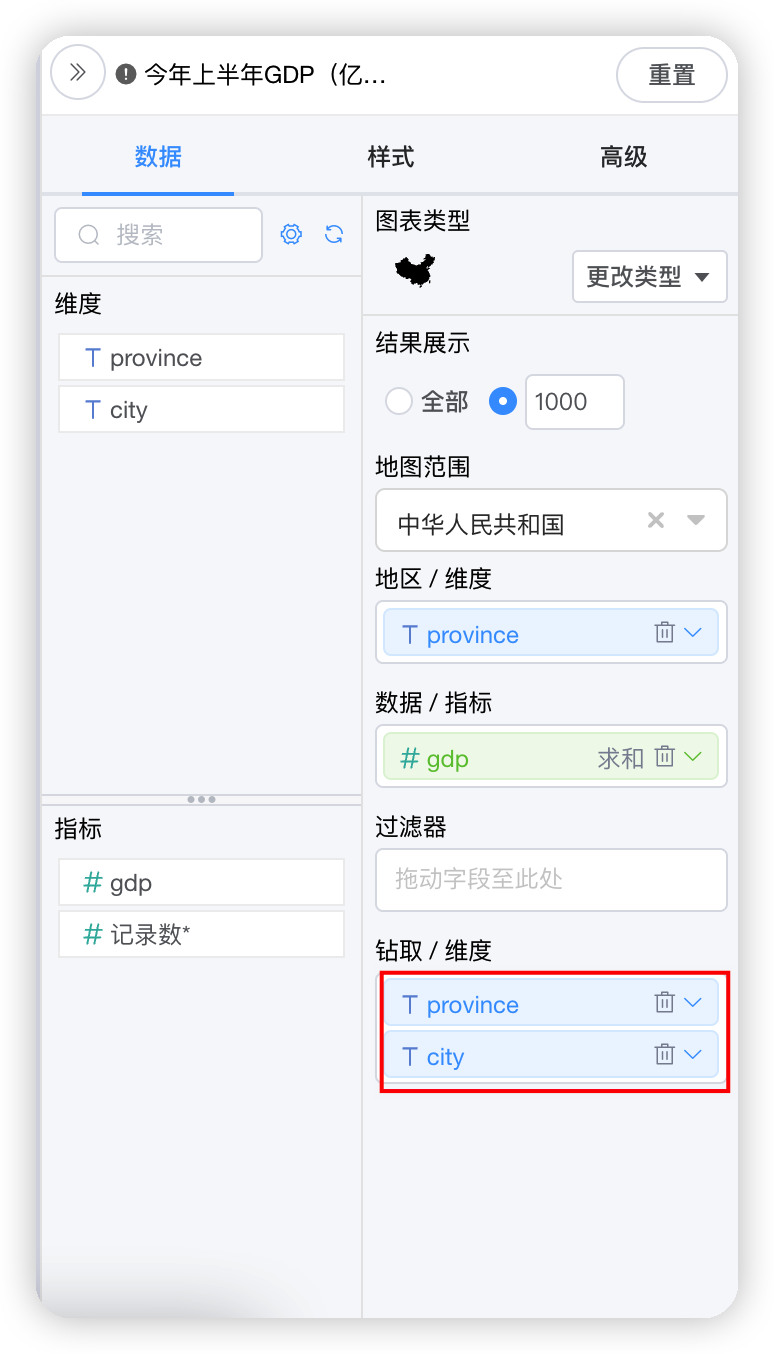 今年上半年GDP（亿...
重置
数据
样式
高级
搜索
维度
T province
T city
指标
# gdp
# 记录数*
图表类型
更改类型
结果展示
全部
1000
地图范围
中华人民共和国
地区 / 维度
T province
数据 / 指标
# gdp 求和
过滤器
拖动字段至此处
钻取 / 维度
T province
T city